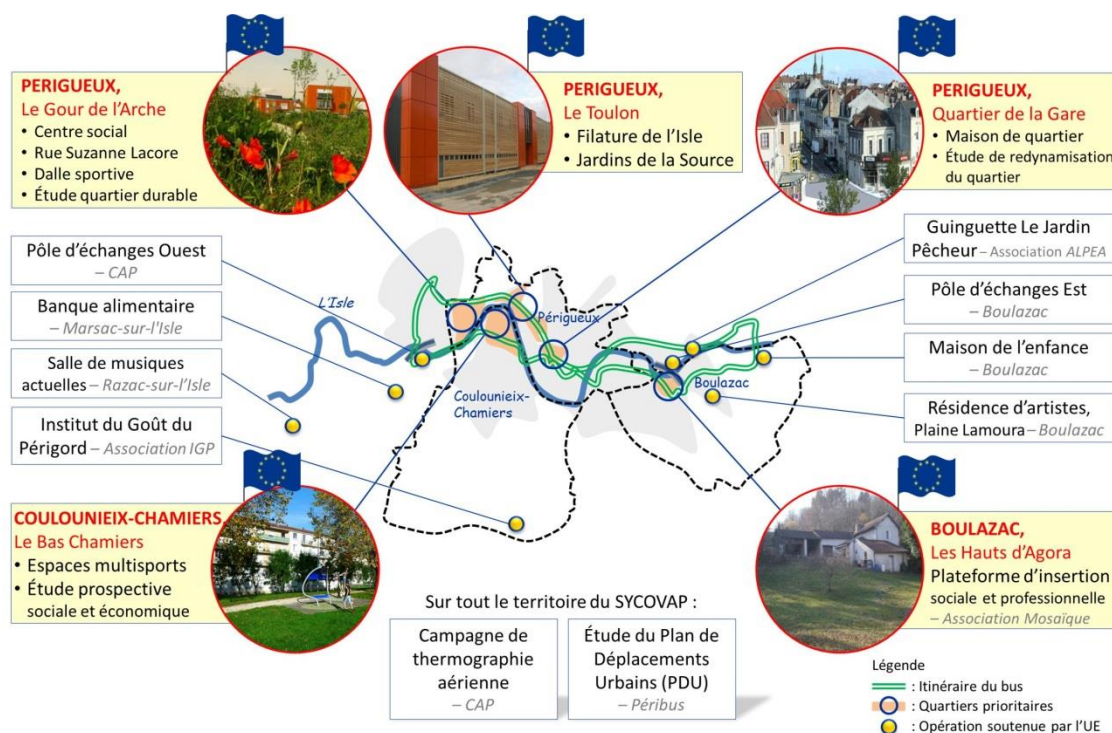 PERIGUEUX,
Le Gour de l'Arche
• Centre social
• Rue Suzanne Lacore
• Dalle sportive
• Étude quartier durable
PERIGUEUX,
Le Toulon
• Filature de l'Isle
• Jardins de la Source
PERIGUEUX,
Quartier de la Gare
• Maison de quartier
• Étude de redynamisation
du quartier
Pôle d'échanges Ouest
– CAP
Banque alimentaire
– Marsac-sur-l'Isle
Salle de musiques
actuelles – Razac-sur-l'Isle
Institut du Goût du
Périgord – Association IGP
L'Isle
Périgueux
Coulounieix-
Chamiers
Boulazac
Guinguette Le Jardin
Pêcheur – Association ALPEA
Pôle d'échanges Est
– Boulazac
Maison de l'enfance
– Boulazac
Résidence d'artistes,
Plaine Lamoura – Boulazac
COULOUNIEIX-CHAMIERS,
Le Bas Chamiers
• Espaces multisports
• Étude prospective
sociale et économique
BOULAZAC,
Les Hauts d'Agora
Plateforme d'insertion
sociale et professionnelle
– Association Mosaïque
Sur tout le territoire du SYCOVAP :
Campagne de
thermographie
aérienne
– CAP
Étude du Plan de
Déplacements
Urbains (PDU)
– Péribus
Légende
: Itinéraire du bus
: Quartiers prioritaires
: Opération soutenue par l'UE